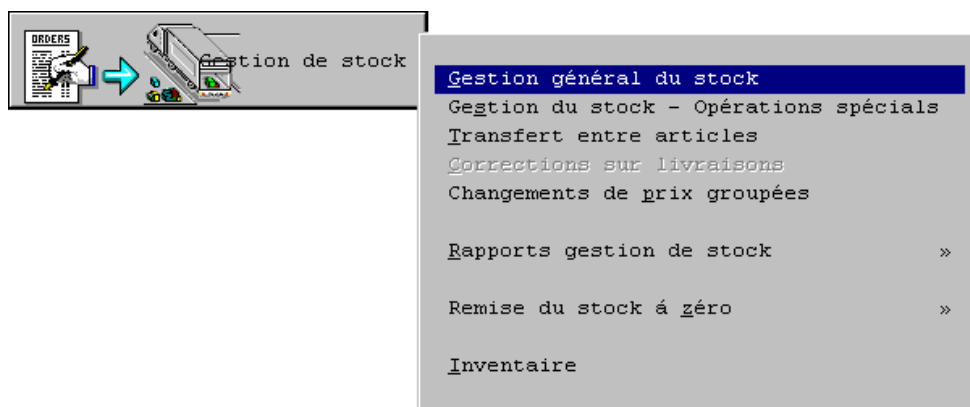 ORDERS
Gestion de stock
Gestion général du stock
Gestion du stock - Opérations spécials
Transfert entre articles
Corrections sur livraisons
Changements de prix groupées
Rapports gestion de stock »
Remise du stock á zéro »
Inventaire